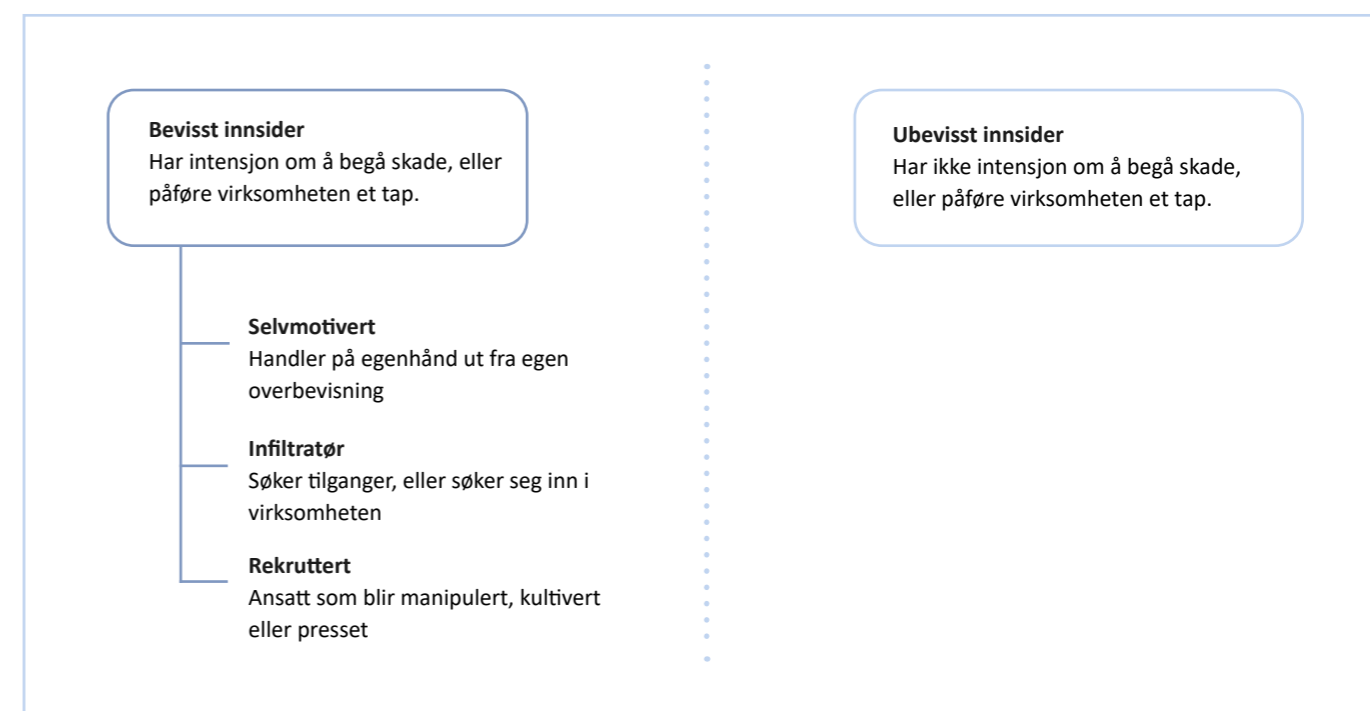 Bevisst innsider
Har intensjon om å begå skade, eller
påføre virksomheten et tap.
Selvmotivert
Handler på egenhånd ut fra egen
overbevisning
Infiltratør
Søker tilganger, eller søker seg inn i
virksomheten
Rekruttert
Ansatt som blir manipulert, kultivert
eller presset
Ubevisst innsider
Har ikke intensjon om å begå skade,
eller påføre virksomheten et tap.